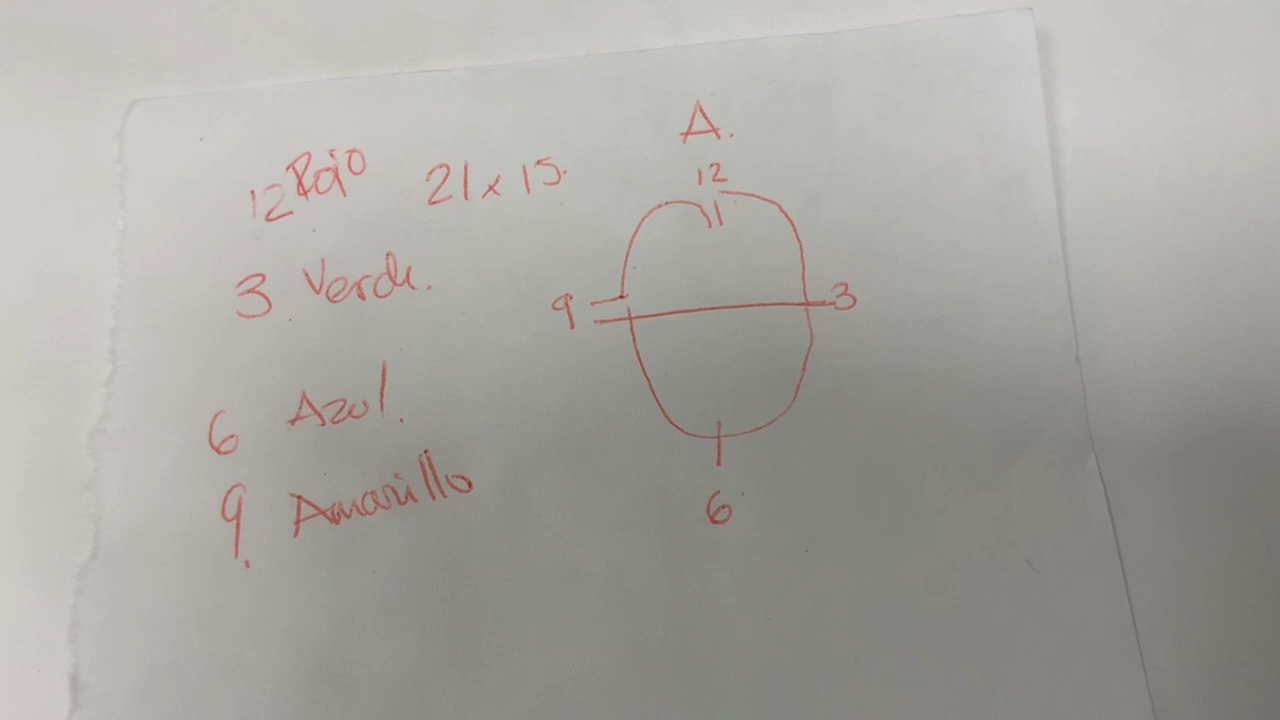 12 Rojo 21 x 15.
3 Verde.
6 Azul.
9. Amarillo
A.
12
9 3
6